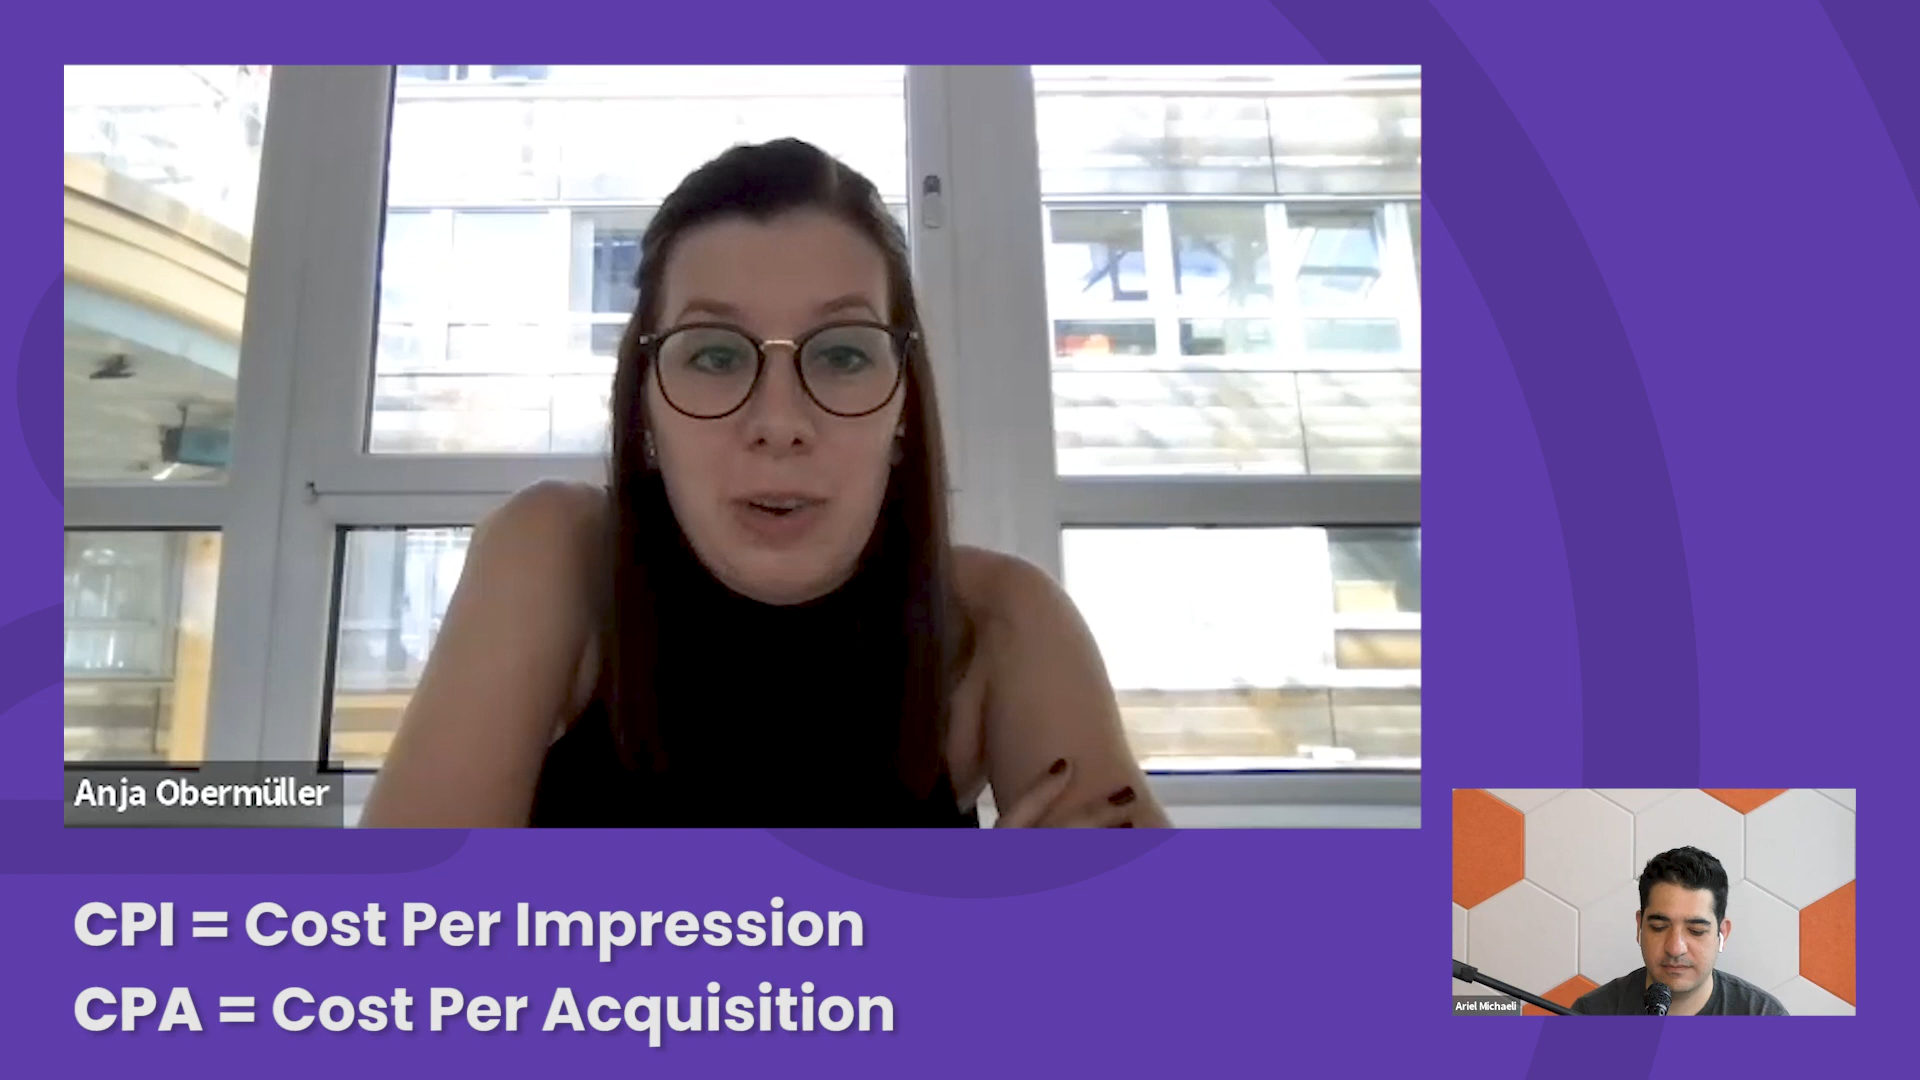 Anja Obermüller
CPI = Cost Per Impression
CPA = Cost Per Acquisition
Ariel Michaeli